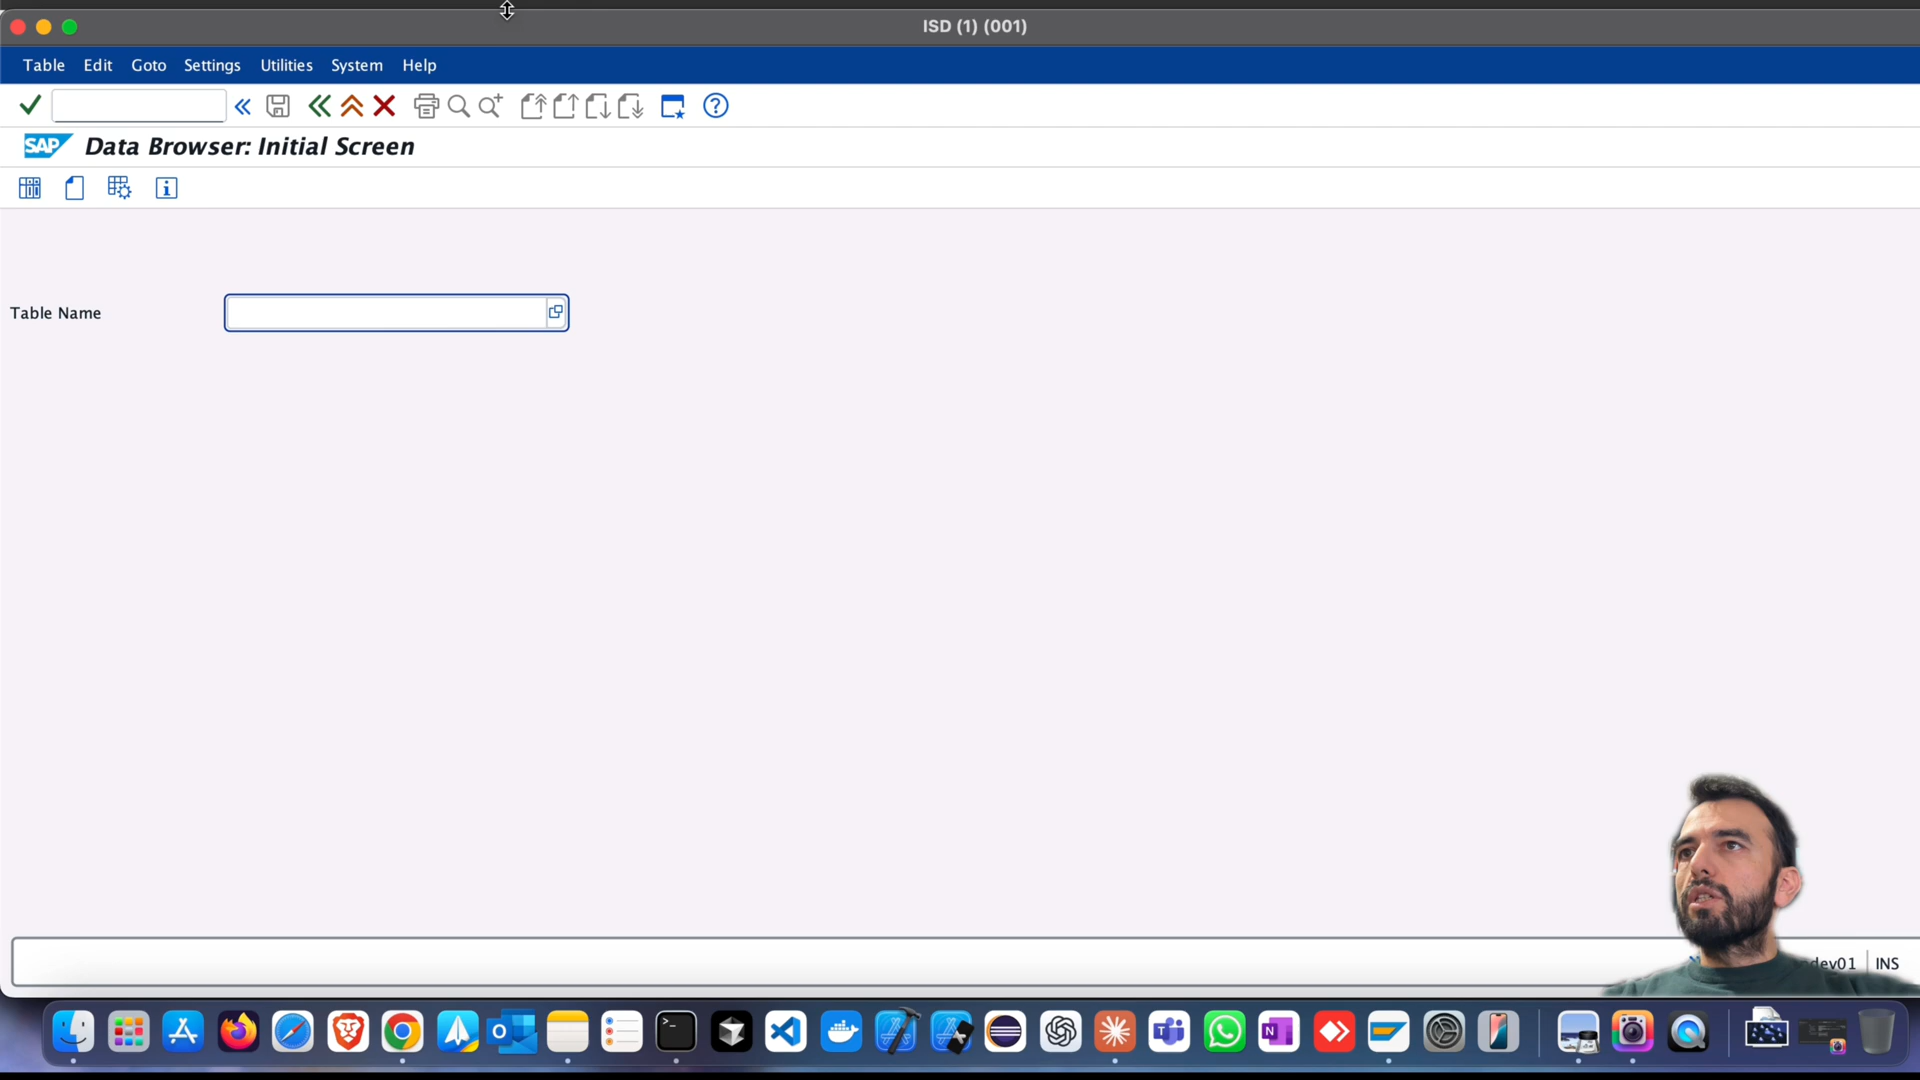 ISD (1) (001)
Table Edit Goto Settings Utilities System Help
SAP Data Browser: Initial Screen
Table Name
dev01 INS